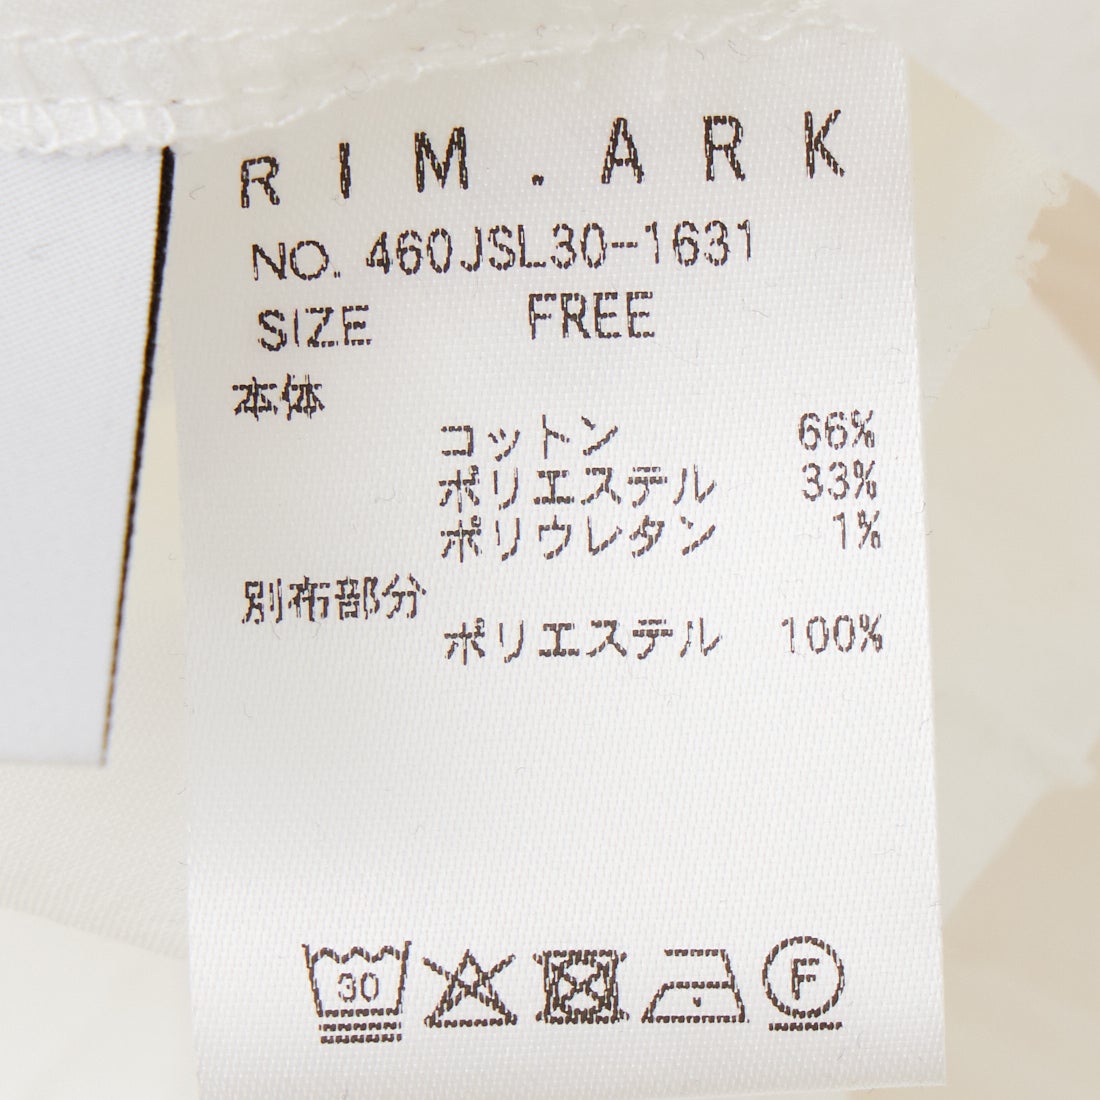 RIM.ARK
NO. 460JSL30-1631
SIZE FREE
本体
コットン 66%
ポリエステル 33%
ポリウレタン 1%
別布部分
ポリエステル 100%
30
F